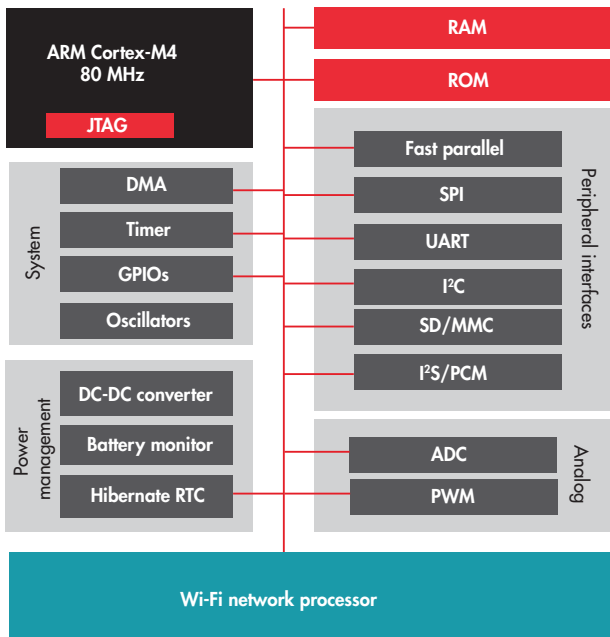 ARM Cortex-M4
80 MHz
JTAG
RAM
ROM
System
DMA
Timer
GPIOs
Oscillators
Peripheral interfaces
Fast parallel
SPI
UART
I²C
SD/MMC
I²S/PCM
Power
management
DC-DC converter
Battery monitor
Hibernate RTC
Analog
ADC
PWM
Wi-Fi network processor